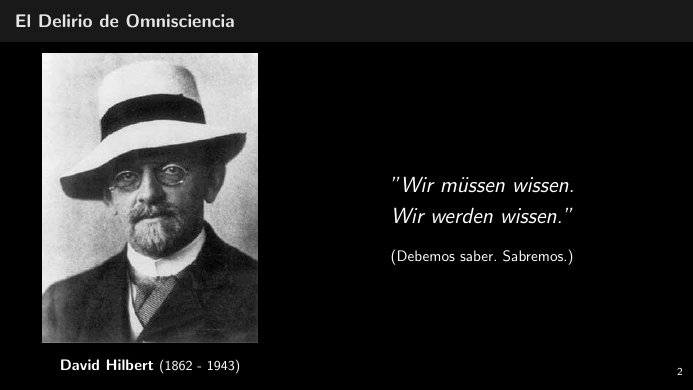 El Delirio de Omnisciencia
"Wir müssen wissen.
Wir werden wissen."
(Debemos saber. Sabremos.)
David Hilbert (1862 - 1943)
2